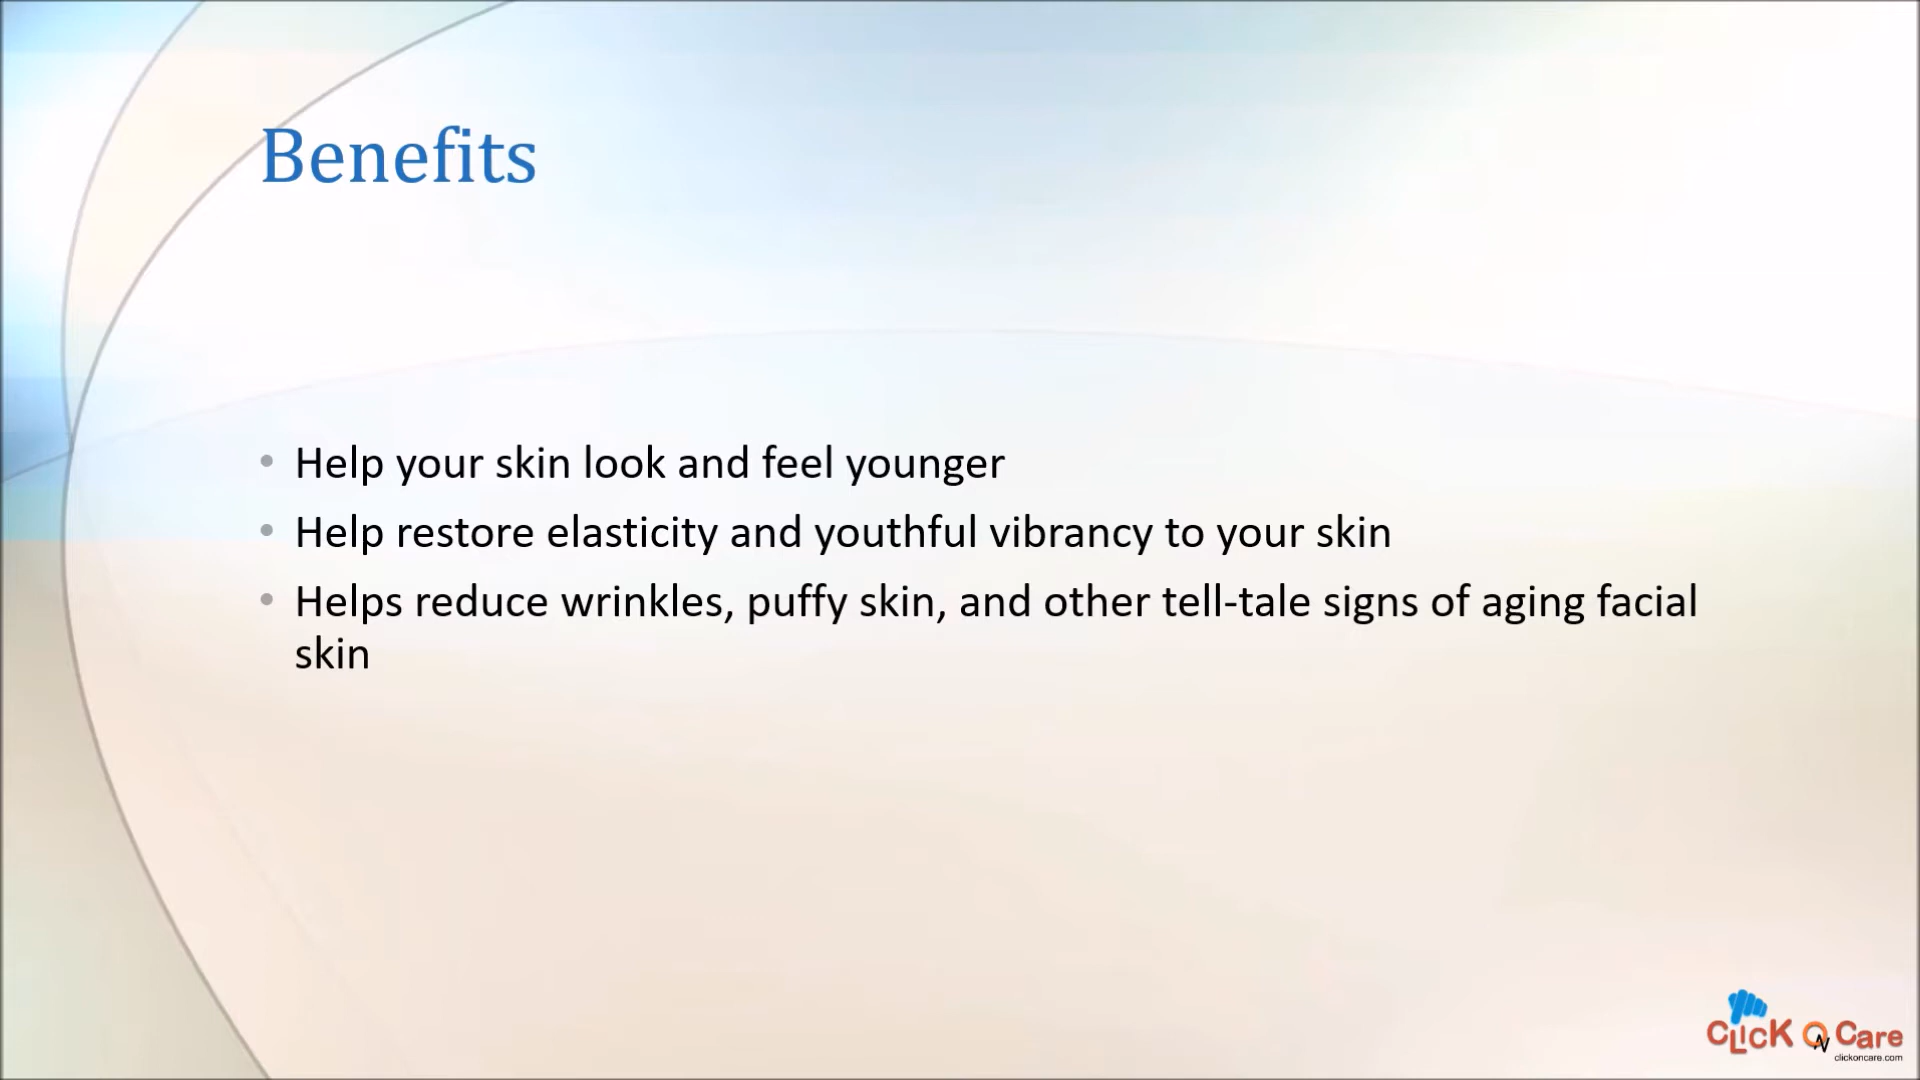 Benefits
• Help your skin look and feel younger
• Help restore elasticity and youthful vibrancy to your skin
• Helps reduce wrinkles, puffy skin, and other tell-tale signs of aging facial
skin
Click ON Care
clickoncare.com